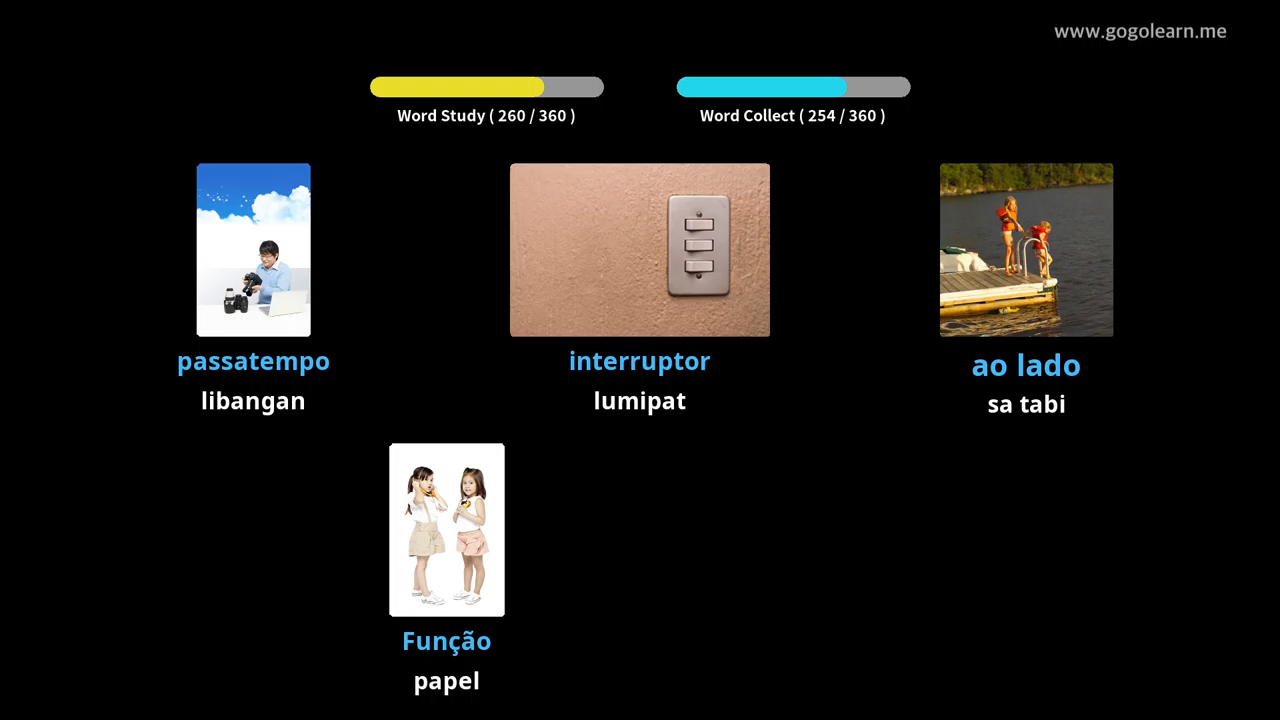 www.gogolearn.me
Word Study ( 260 / 360 )
Word Collect ( 254 / 360 )
passatempo
libangan
interruptor
lumipat
ao lado
sa tabi
Função
papel